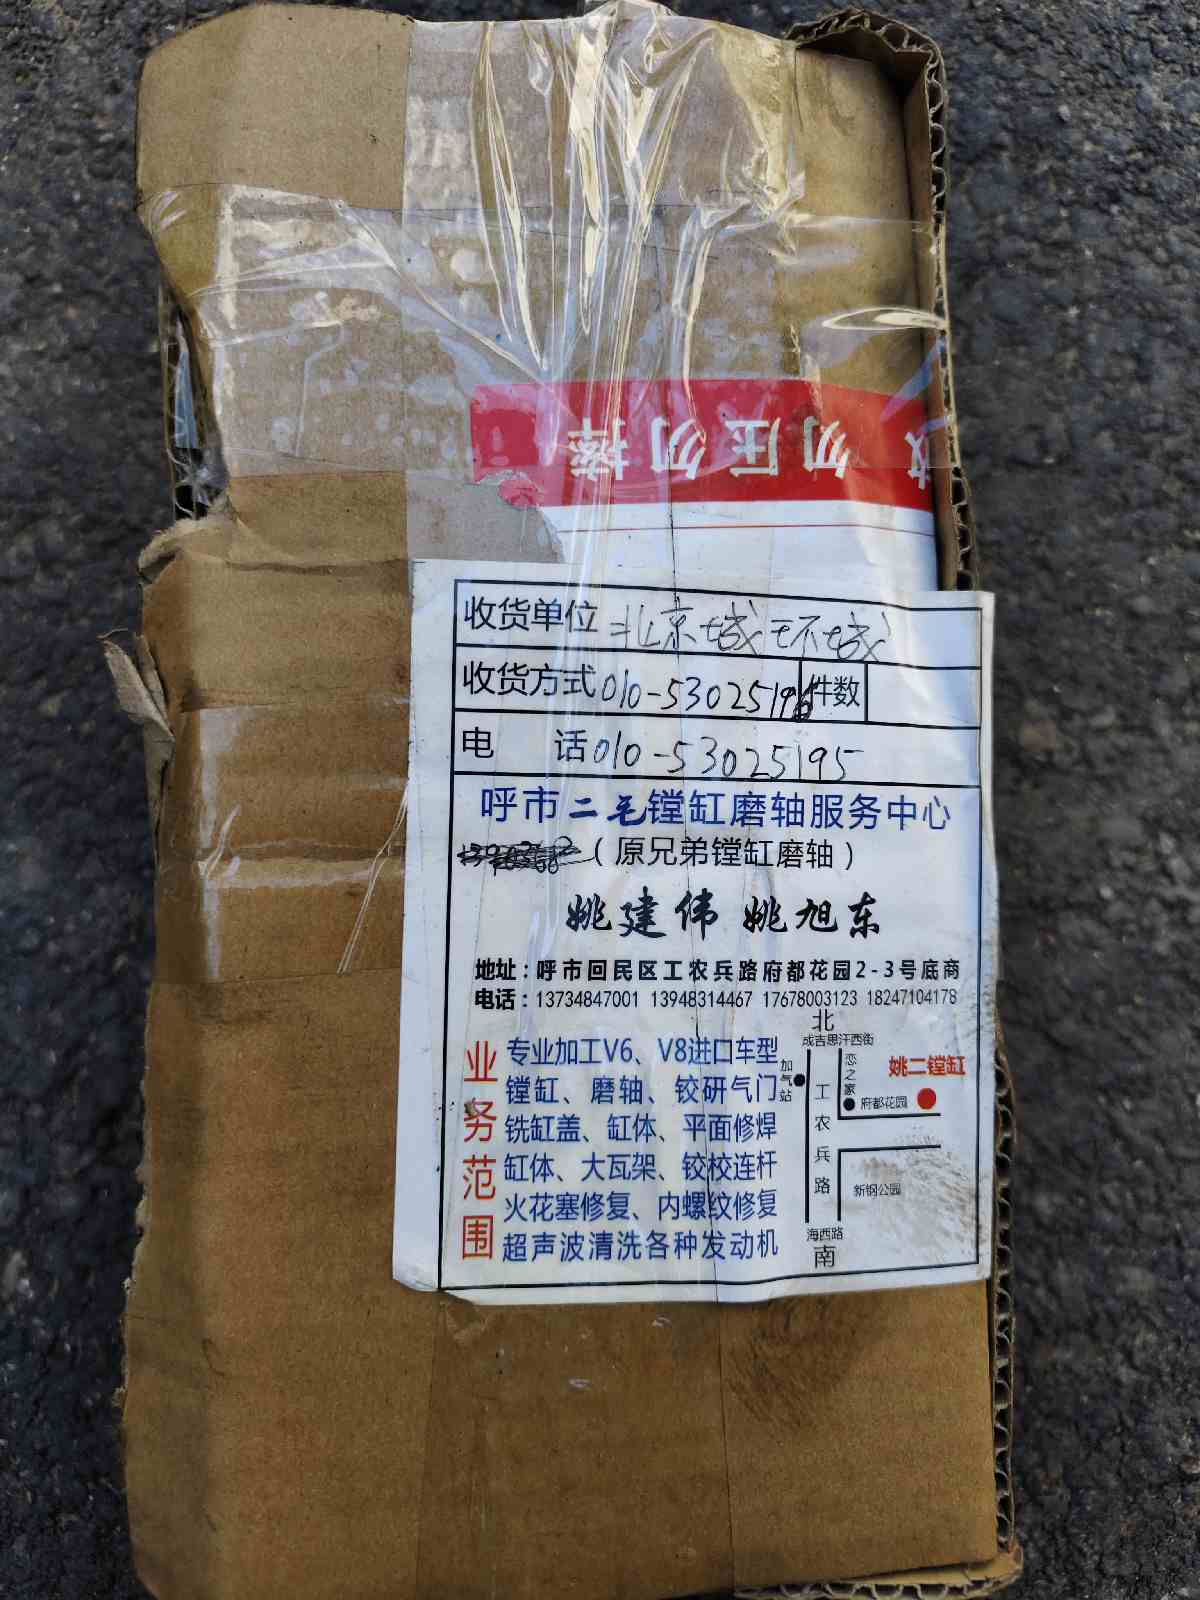 勿压勿摔
收货单位 北京城环城
收货方式 010-53025196 件数
电 话 010-53025195
呼市二毛镗缸磨轴服务中心
（原兄弟镗缸磨轴）
姚建伟 姚旭东
地址：呼市回民区工农兵路府都花园2-3号底商
电话：13734847001 13948314467 17678003123 18247104178
业务范围
专业加工V6、V8进口车型
镗缸、磨轴、铰研气门
铣缸盖、缸体、平面修焊
缸体、大瓦架、铰校连杆
火花塞修复、内螺纹修复
超声波清洗各种发动机
北
成吉思汗西街
加气站
恋之家
姚二镗缸
府都花园
工农兵路
新钢公园
海西路
南